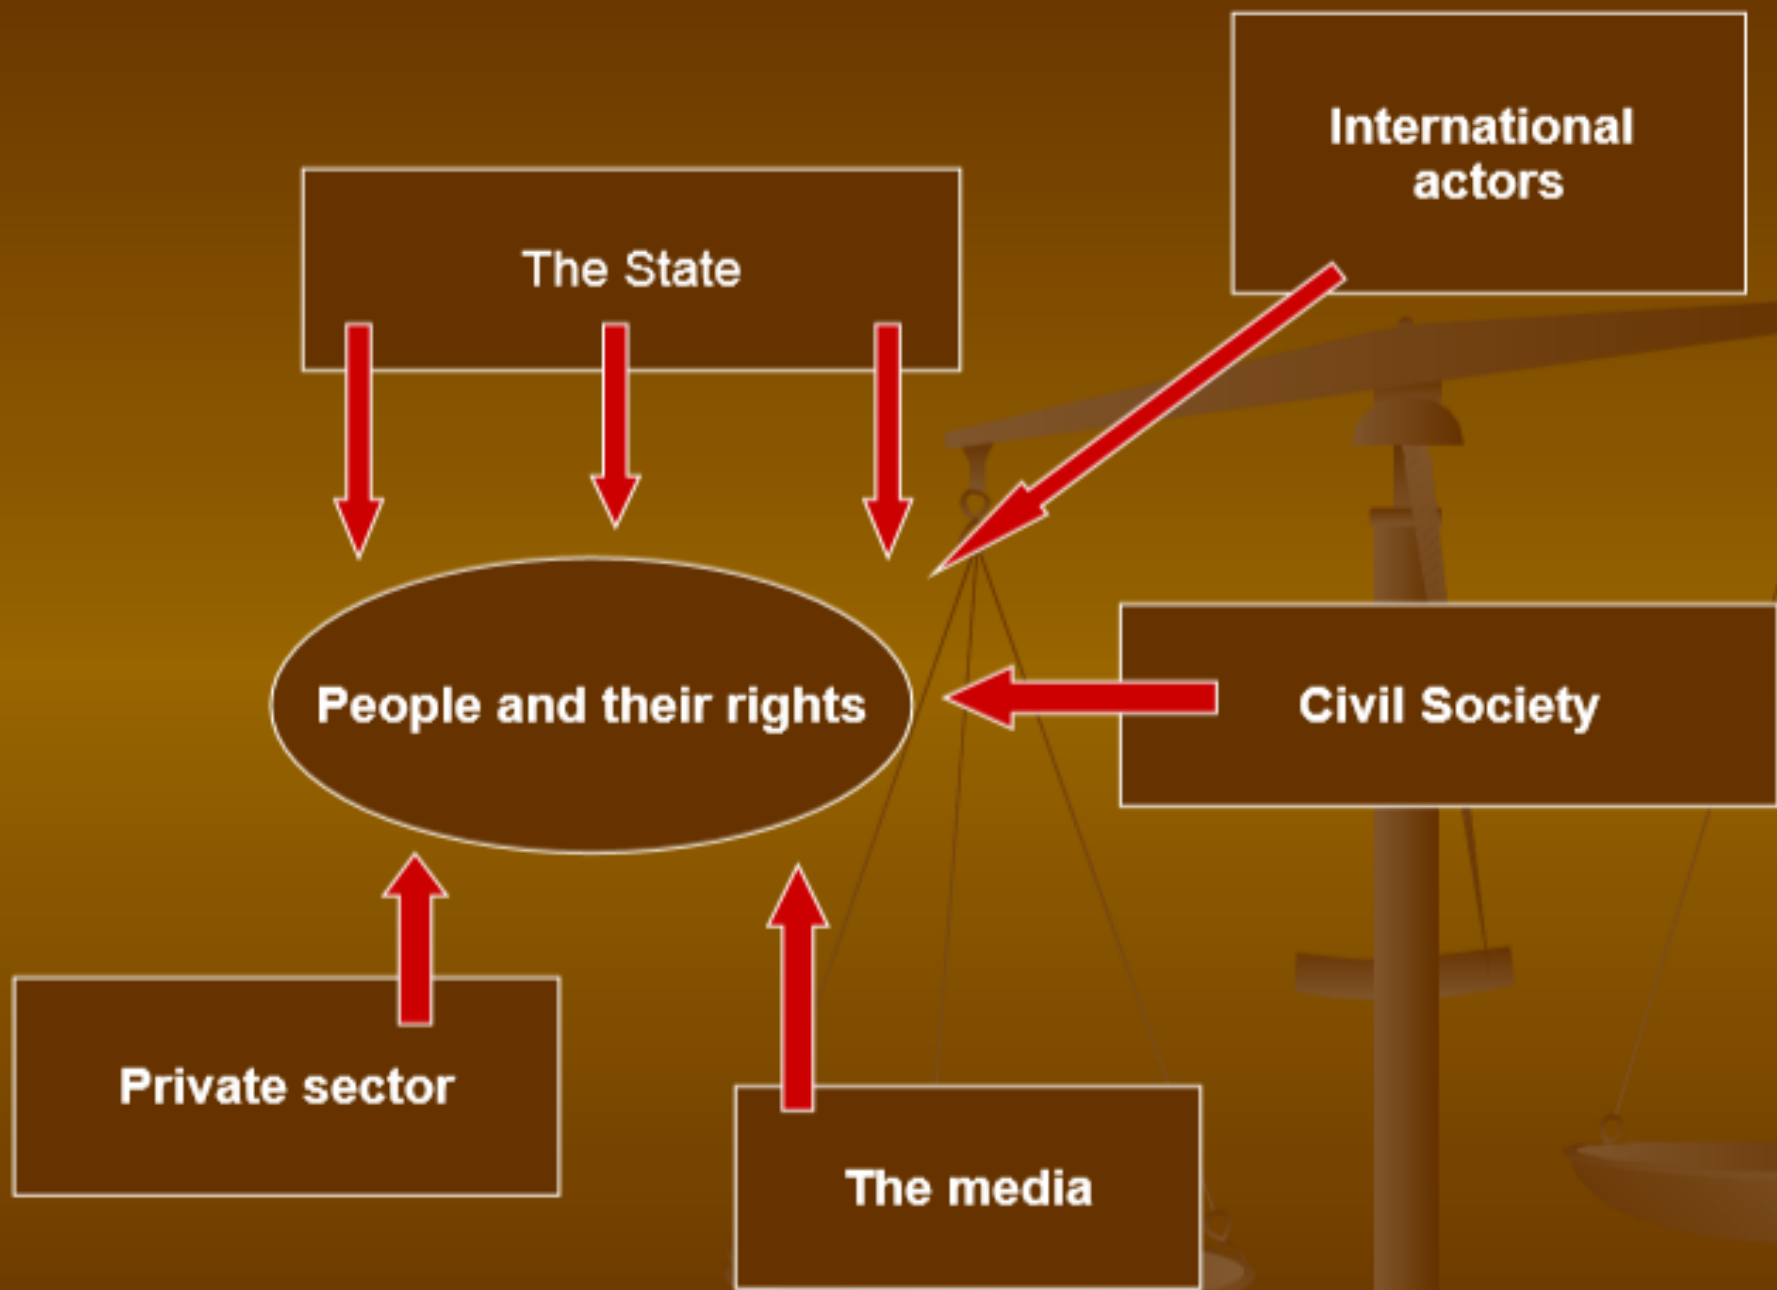 International
actors
The State
People and their rights
Civil Society
Private sector
The media